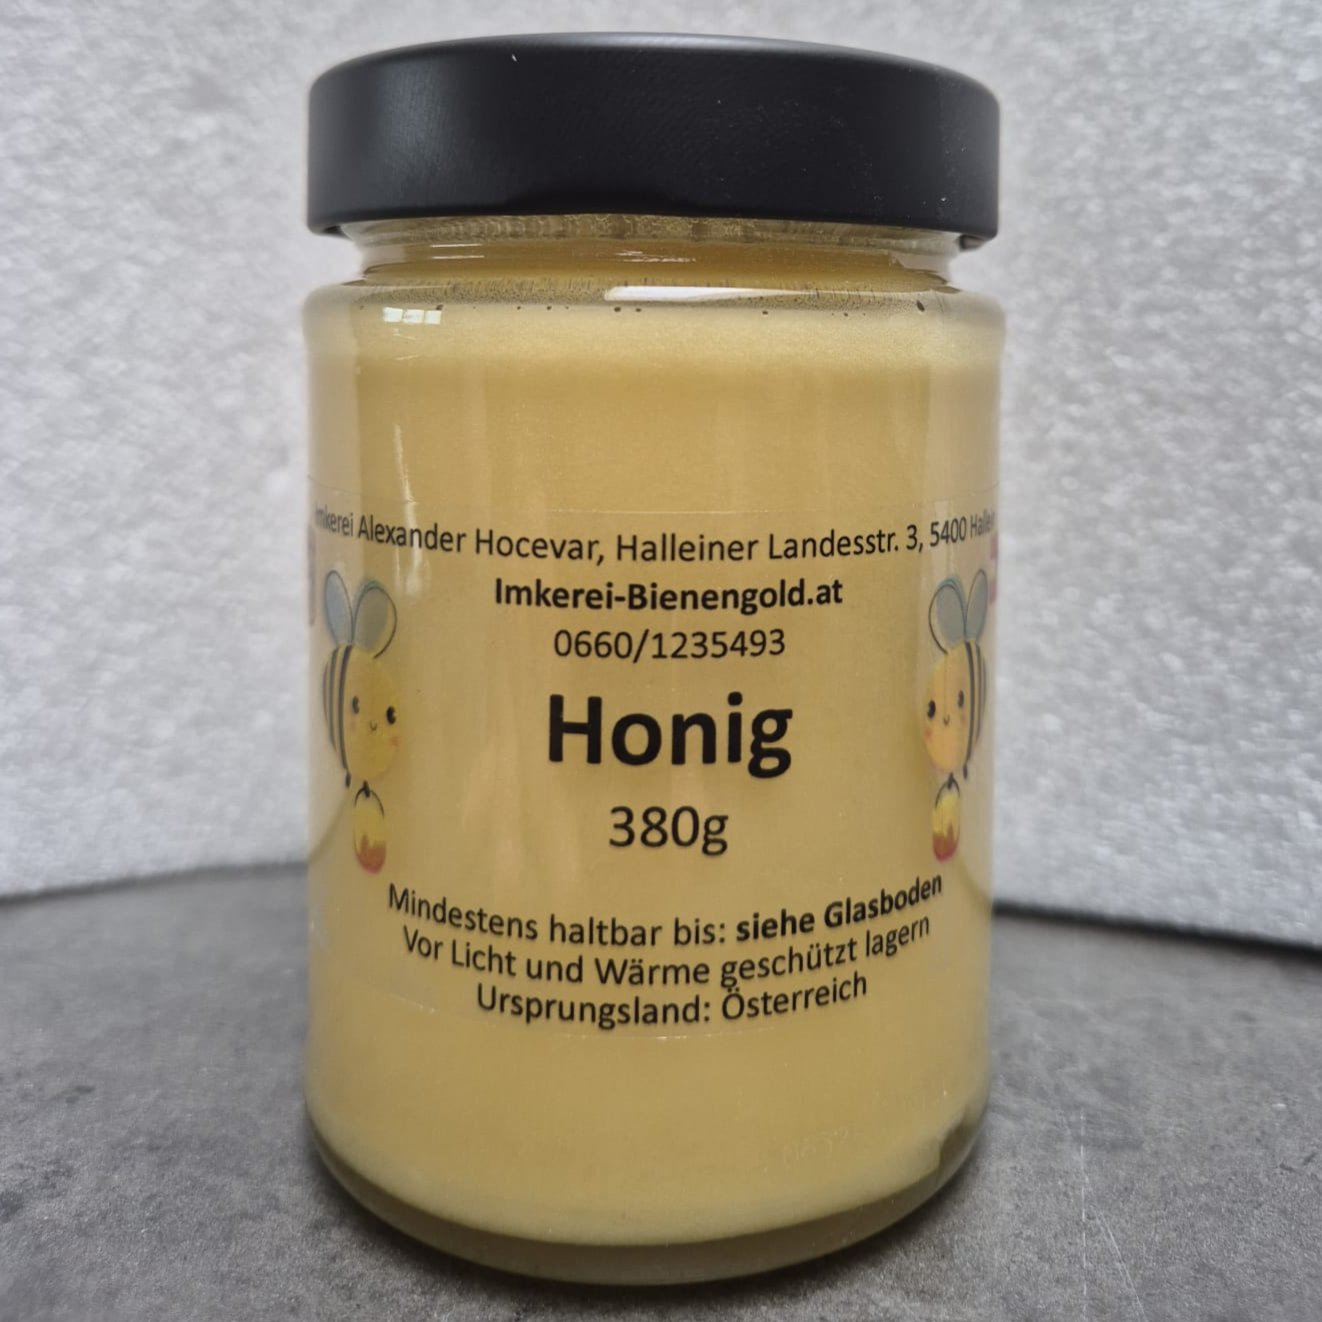 Imkerei Alexander Hocevar, Halleiner Landesstr. 3, 5400
Imkerei-Bienengold.at
0660/1235493
Honig
380g
Mindestens haltbar bis: siehe Glasboden
Vor Licht und Wärme geschützt lagern
Ursprungsland: Österreich